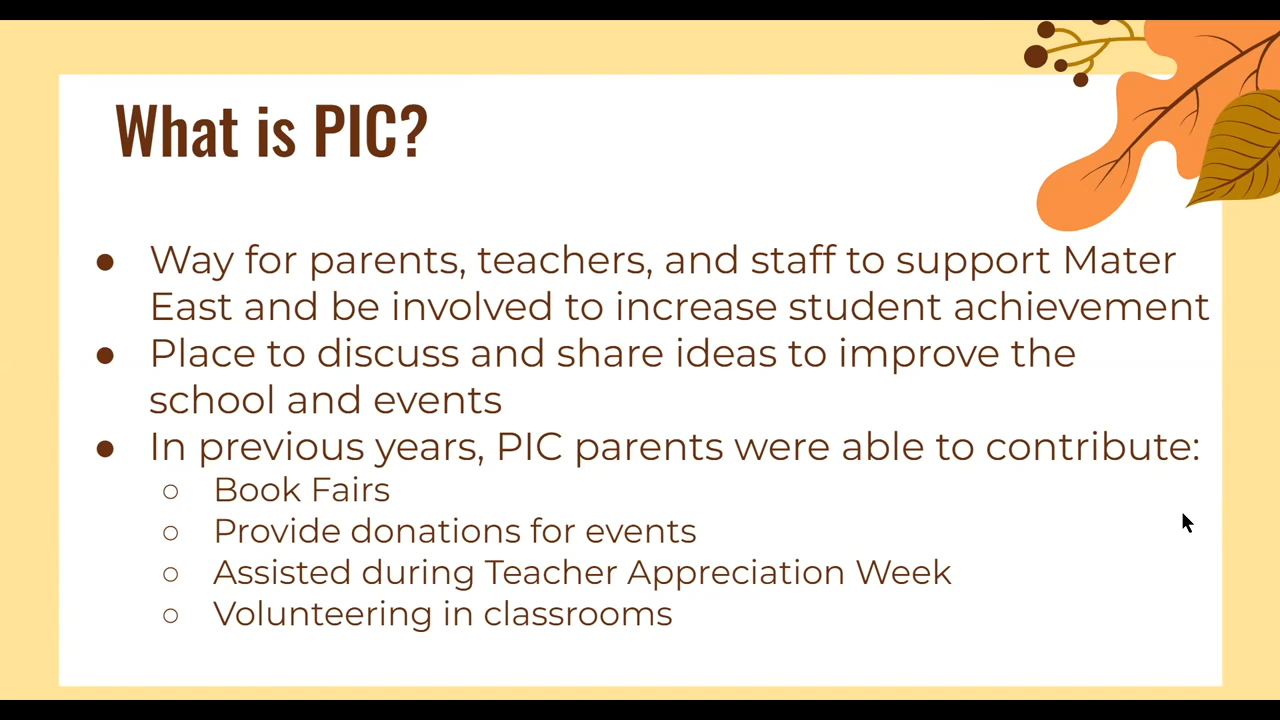 What is PIC?
● Way for parents, teachers, and staff to support Mater
East and be involved to increase student achievement
● Place to discuss and share ideas to improve the
school and events
● In previous years, PIC parents were able to contribute:
○ Book Fairs
○ Provide donations for events
○ Assisted during Teacher Appreciation Week
○ Volunteering in classrooms